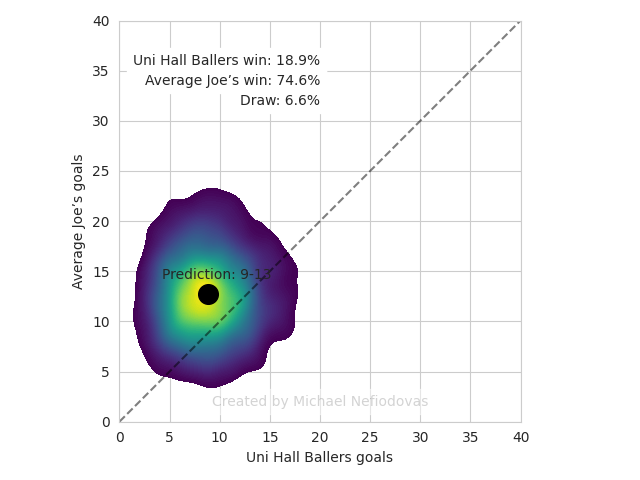 40
35
30
25
20
15
10
5
0
Average Joe’s goals
Uni Hall Ballers win: 18.9%
Average Joe’s win: 74.6%
Draw: 6.6%
Prediction: 9-13
Created by Michael Nefiodovas
0 5 10 15 20 25 30 35 40
Uni Hall Ballers goals